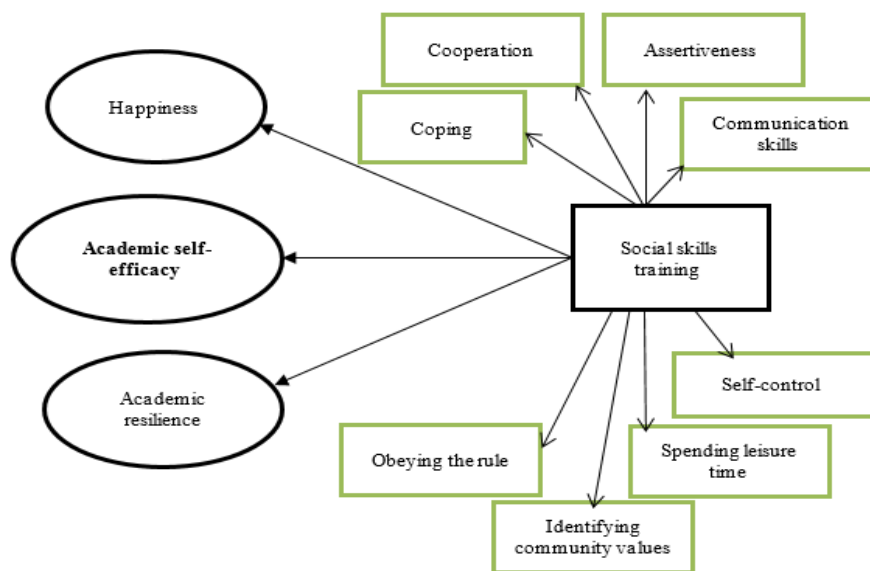 Cooperation
Assertiveness
Happiness
Coping
Communication
skills
Academic self-
efficacy
Social skills
training
Academic
resilience
Self-control
Obeying the rule
Spending leisure
time
Identifying
community values